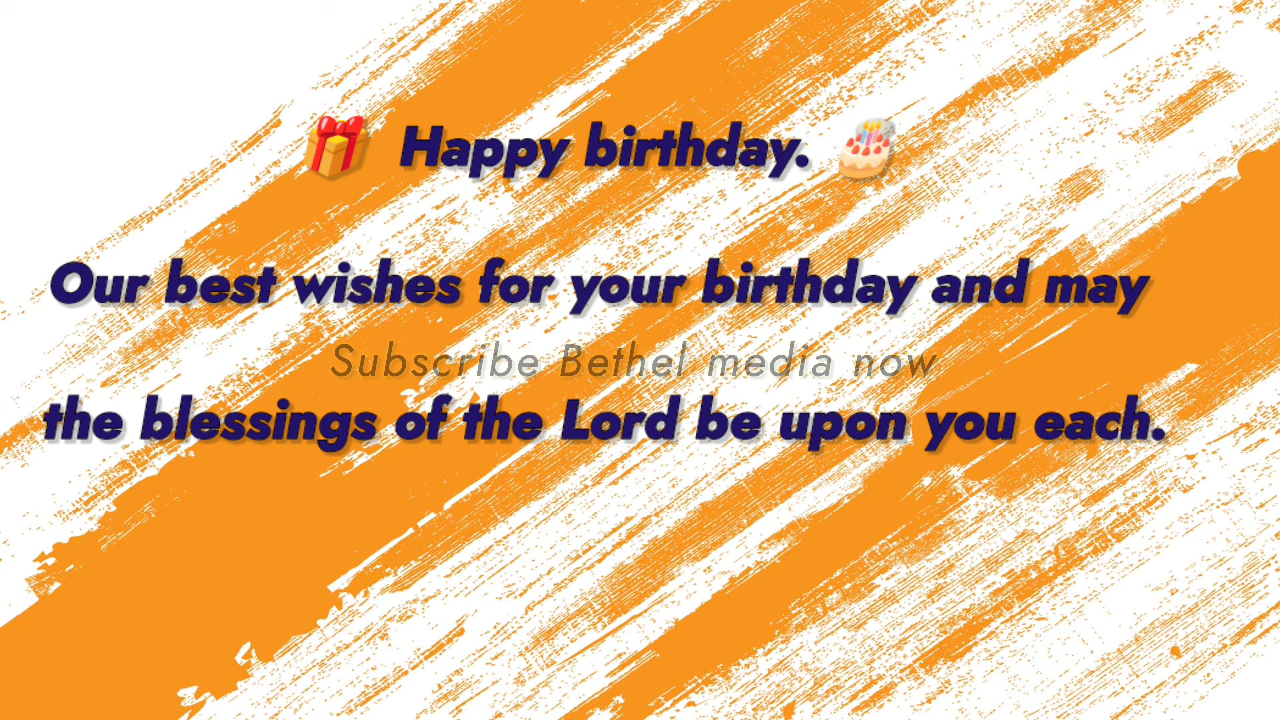 🎁 Happy birthday. 🎂
Our best wishes for your birthday and may
Subscribe Bethel media now
the blessings of the Lord be upon you each.